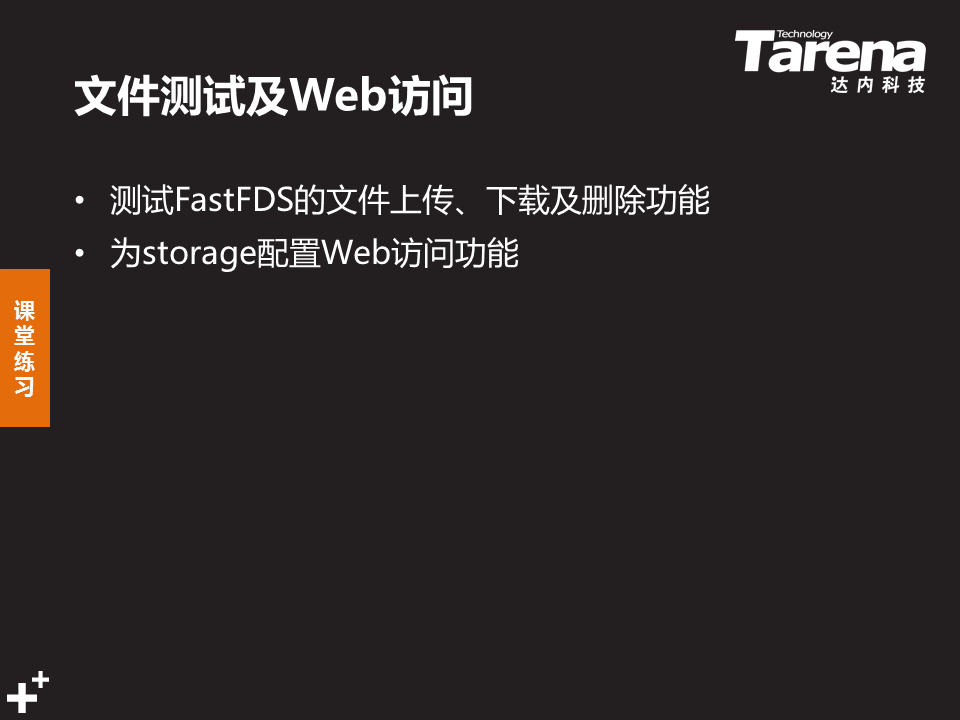 Technology
Tarena
达内科技
文件测试及Web访问
• 测试FastFDS的文件上传、下载及删除功能
• 为storage配置Web访问功能
课
堂
练
习